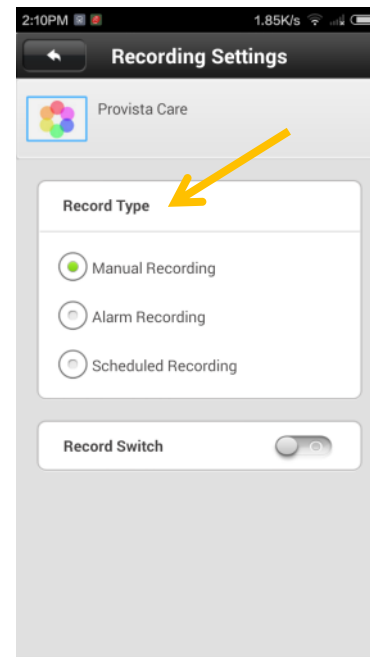 2:10PM 1.85K/s
Recording Settings
Provista Care
Record Type
Manual Recording
Alarm Recording
Scheduled Recording
Record Switch